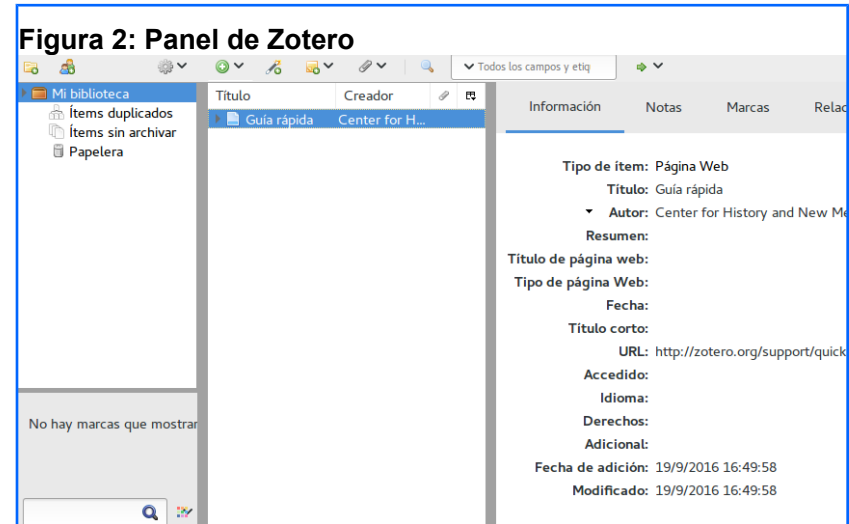 Figura 2: Panel de Zotero
Todos los campos y etiq
Mi biblioteca
Ítems duplicados
Ítems sin archivar
Papelera
No hay marcas que mostrar
Título Creador
Guía rápida Center for H...
Información Notas Marcas Relac
Tipo de ítem: Página Web
Título: Guía rápida
Autor: Center for History and New Me
Resumen:
Título de página web:
Tipo de página Web:
Fecha:
Título corto:
URL: http://zotero.org/support/quick
Accedido:
Idioma:
Derechos:
Adicional:
Fecha de adición: 19/9/2016 16:49:58
Modificado: 19/9/2016 16:49:58